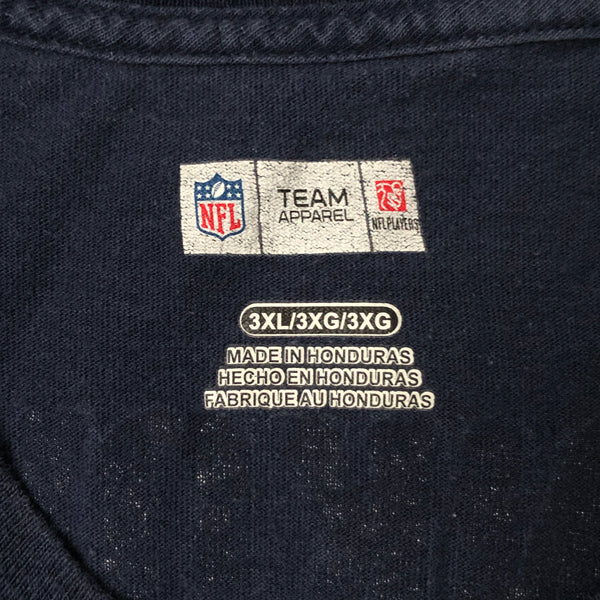 NFL
TEAM
APPAREL
NFL PLAYERS
3XL/3XG/3XG
MADE IN HONDURAS
HECHO EN HONDURAS
FABRIQUE AU HONDURAS